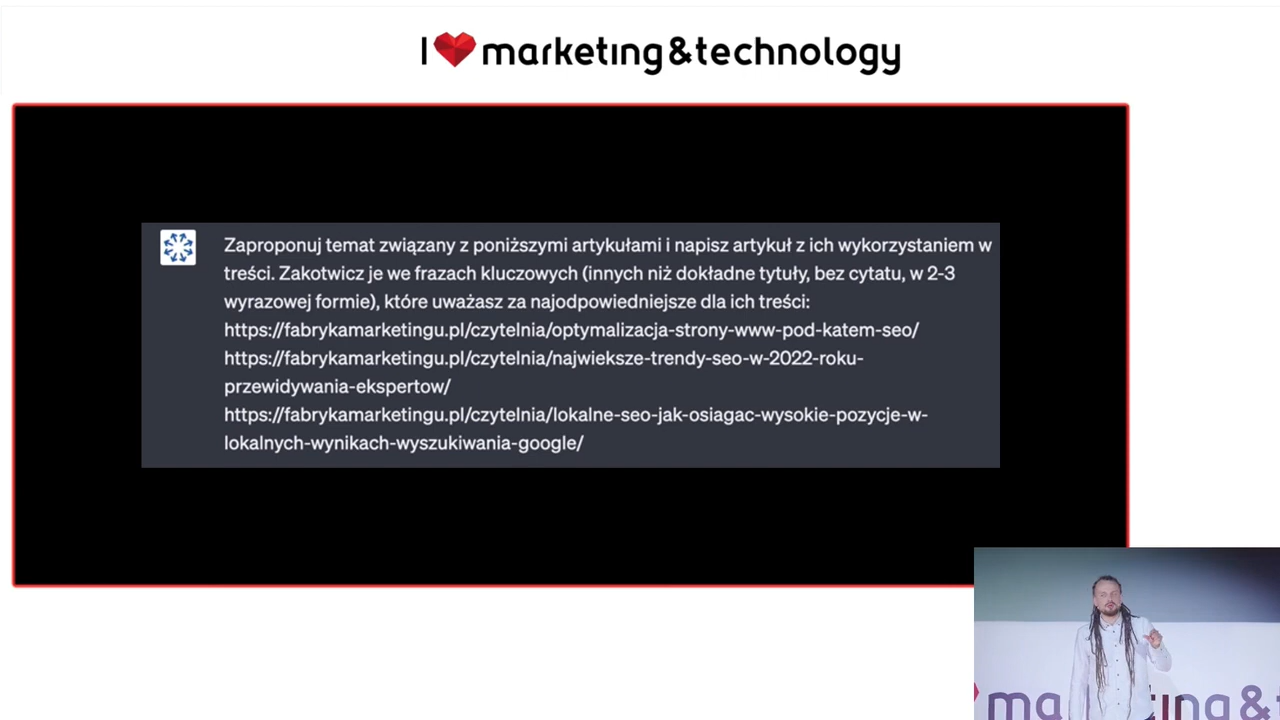 I marketing&technology
Zaproponuj temat związany z poniższymi artykułami i napisz artykuł z ich wykorzystaniem w
treści. Zakotwicz je we frazach kluczowych (innych niż dokładne tytuły, bez cytatu, w 2-3
wyrazowej formie), które uważasz za najodpowiedniejsze dla ich treści:
https://fabrykamarketingu.pl/czytelnia/optymalizacja-strony-www-pod-katem-seo/
https://fabrykamarketingu.pl/czytelnia/najwieksze-trendy-seo-w-2022-roku-
przewidywania-ekspertow/
https://fabrykamarketingu.pl/czytelnia/lokalne-seo-jak-osiagac-wysokie-pozycje-w-
lokalnych-wynikach-wyszukiwania-google/
ma ing&t